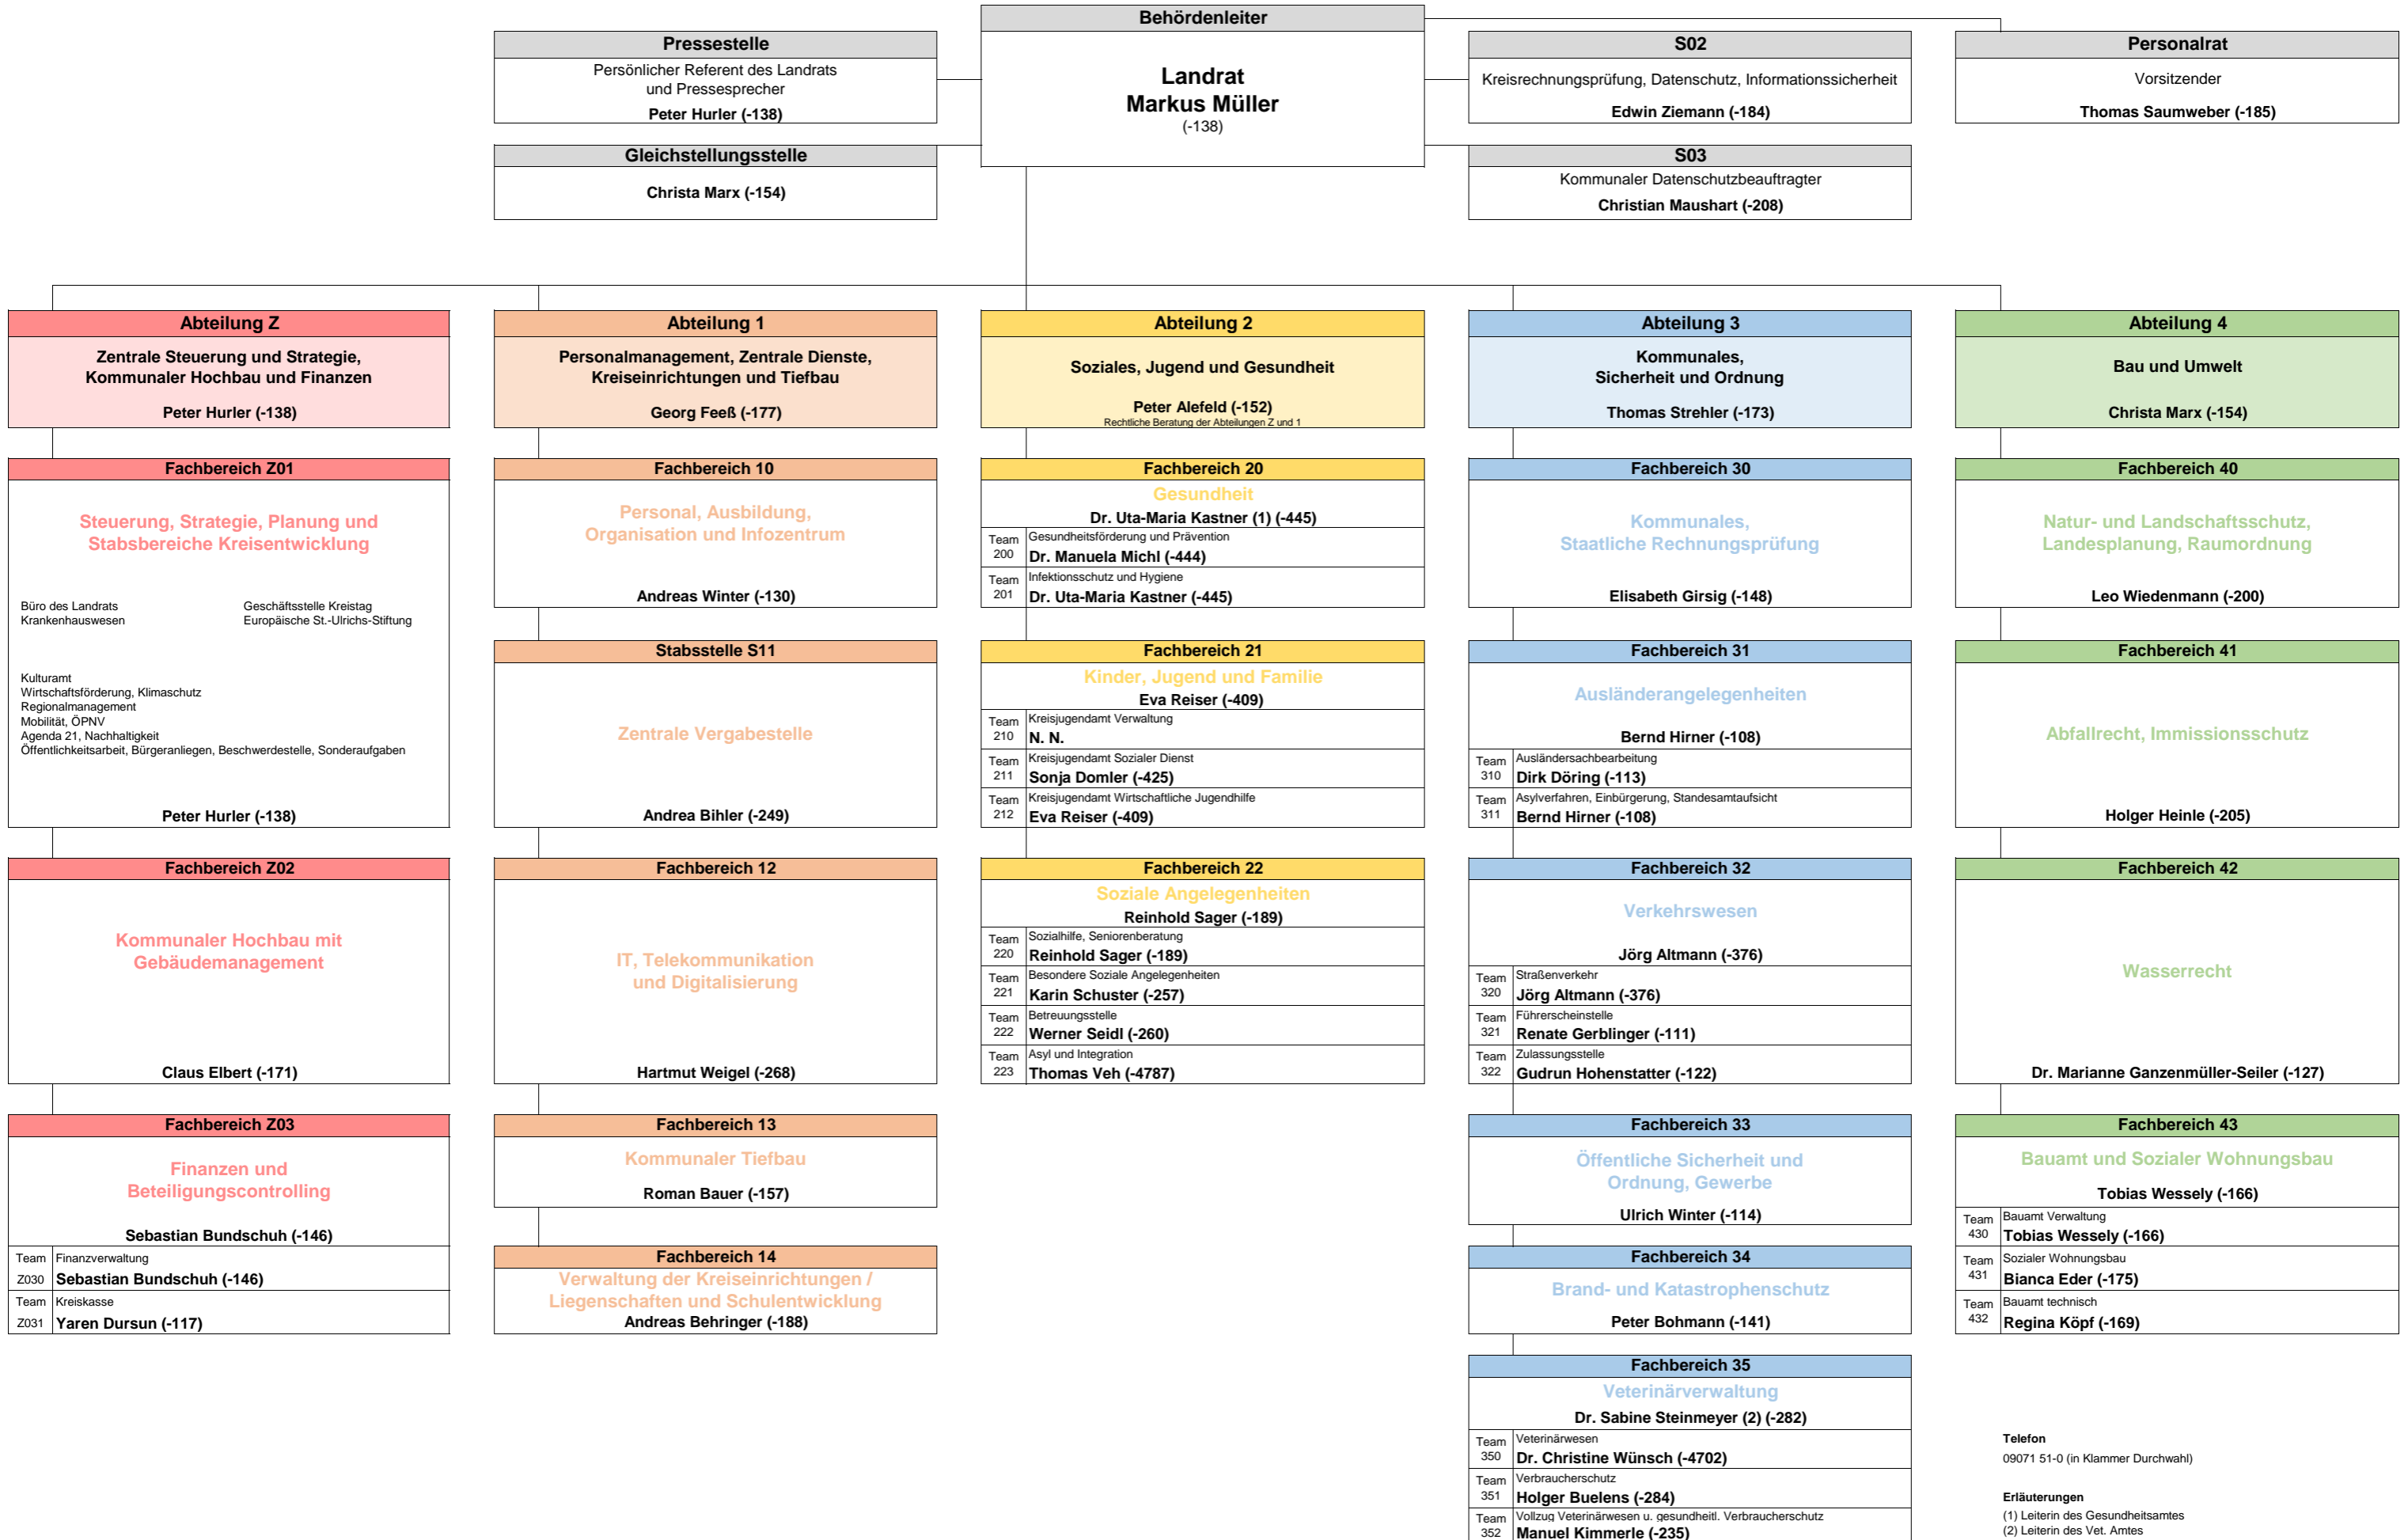 Behördenleiter
Landrat
Markus Müller
(-138)
Pressestelle
Persönlicher Referent des Landrats
und Pressesprecher
Peter Hurler (-138)
Gleichstellungsstelle
Christa Marx (-154)
S02
Kreisrechnungsprüfung, Datenschutz, Informationssicherheit
Edwin Ziemann (-184)
S03
Kommunaler Datenschutzbeauftragter
Christian Maushart (-208)
Personalrat
Vorsitzender
Thomas Saumweber (-185)
Abteilung Z
Zentrale Steuerung und Strategie,
Kommunaler Hochbau und Finanzen
Peter Hurler (-138)
Fachbereich Z01
Steuerung, Strategie, Planung und
Stabsbereiche Kreisentwicklung
Büro des Landrats
Geschäftsstelle Kreistag
Krankenhauswesen
Europäische St.-Ulrichs-Stiftung
Kulturamt
Wirtschaftsförderung, Klimaschutz
Regionalmanagement
Mobilität, ÖPNV
Agenda 21, Nachhaltigkeit
Öffentlichkeitsarbeit, Bürgeranliegen, Beschwerdestelle, Sonderaufgaben
Peter Hurler (-138)
Fachbereich Z02
Kommunaler Hochbau mit
Gebäudemanagement
Claus Elbert (-171)
Fachbereich Z03
Finanzen und
Beteiligungscontrolling
Sebastian Bundschuh (-146)
Team Finanzverwaltung
Z030 Sebastian Bundschuh (-146)
Team Kreiskasse
Z031 Yaren Dursun (-117)
Abteilung 1
Personalmanagement, Zentrale Dienste,
Kreiseinrichtungen und Tiefbau
Georg Feeß (-177)
Fachbereich 10
Personal, Ausbildung,
Organisation und Infozentrum
Andreas Winter (-130)
Stabsstelle S11
Zentrale Vergabestelle
Andrea Bihler (-249)
Fachbereich 12
IT, Telekommunikation
und Digitalisierung
Hartmut Weigel (-268)
Fachbereich 13
Kommunaler Tiefbau
Roman Bauer (-157)
Fachbereich 14
Verwaltung der Kreiseinrichtungen /
Liegenschaften und Schulentwicklung
Andreas Behringer (-188)
Abteilung 2
Soziales, Jugend und Gesundheit
Peter Alefeld (-152)
Rechtliche Beratung der Abteilungen Z und 1
Fachbereich 20
Gesundheit
Dr. Uta-Maria Kastner (1) (-445)
Team Gesundheitsförderung und Prävention
200 Dr. Manuela Michl (-444)
Team Infektionsschutz und Hygiene
201 Dr. Uta-Maria Kastner (-445)
Fachbereich 21
Kinder, Jugend und Familie
Eva Reiser (-409)
Team Kreisjugendamt Verwaltung
210 N. N.
Team Kreisjugendamt Sozialer Dienst
211 Sonja Domler (-425)
Team Kreisjugendamt Wirtschaftliche Jugendhilfe
212 Eva Reiser (-409)
Fachbereich 22
Soziale Angelegenheiten
Reinhold Sager (-189)
Team Sozialhilfe, Seniorenberatung
220 Reinhold Sager (-189)
Team Besondere Soziale Angelegenheiten
221 Karin Schuster (-257)
Team Betreuungsstelle
222 Werner Seidl (-260)
Team Asyl und Integration
223 Thomas Veh (-4787)
Abteilung 3
Kommunales,
Sicherheit und Ordnung
Thomas Strehler (-173)
Fachbereich 30
Kommunales,
Staatliche Rechnungsprüfung
Elisabeth Girsig (-148)
Fachbereich 31
Ausländerangelegenheiten
Bernd Hirner (-108)
Team Ausländersachbearbeitung
310 Dirk Döring (-113)
Team Asylverfahren, Einbürgerung, Standesamtaufsicht
311 Bernd Hirner (-108)
Fachbereich 32
Verkehrswesen
Jörg Altmann (-376)
Team Straßenverkehr
320 Jörg Altmann (-376)
Team Führerscheinstelle
321 Renate Gerblinger (-111)
Team Zulassungsstelle
322 Gudrun Hohenstatter (-122)
Fachbereich 33
Öffentliche Sicherheit und
Ordnung, Gewerbe
Ulrich Winter (-114)
Fachbereich 34
Brand- und Katastrophenschutz
Peter Bohmann (-141)
Fachbereich 35
Veterinärverwaltung
Dr. Sabine Steinmeyer (2) (-282)
Team Veterinärwesen
350 Dr. Christine Wünsch (-4702)
Team Verbraucherschutz
351 Holger Buelens (-284)
Team Vollzug Veterinärwesen u. gesundheitl. Verbraucherschutz
352 Manuel Kimmerle (-235)
Abteilung 4
Bau und Umwelt
Christa Marx (-154)
Fachbereich 40
Natur- und Landschaftsschutz,
Landesplanung, Raumordnung
Leo Wiedenmann (-200)
Fachbereich 41
Abfallrecht, Immissionsschutz
Holger Heinle (-205)
Fachbereich 42
Wasserrecht
Dr. Marianne Ganzenmüller-Seiler (-127)
Fachbereich 43
Bauamt und Sozialer Wohnungsbau
Tobias Wessely (-166)
Team Bauamt Verwaltung
430 Tobias Wessely (-166)
Team Sozialer Wohnungsbau
431 Bianca Eder (-175)
Team Bauamt technisch
432 Regina Köpf (-169)
Telefon
09071 51-0 (in Klammer Durchwahl)
Erläuterungen
(1) Leiterin des Gesundheitsamtes
(2) Leiterin des Vet. Amtes